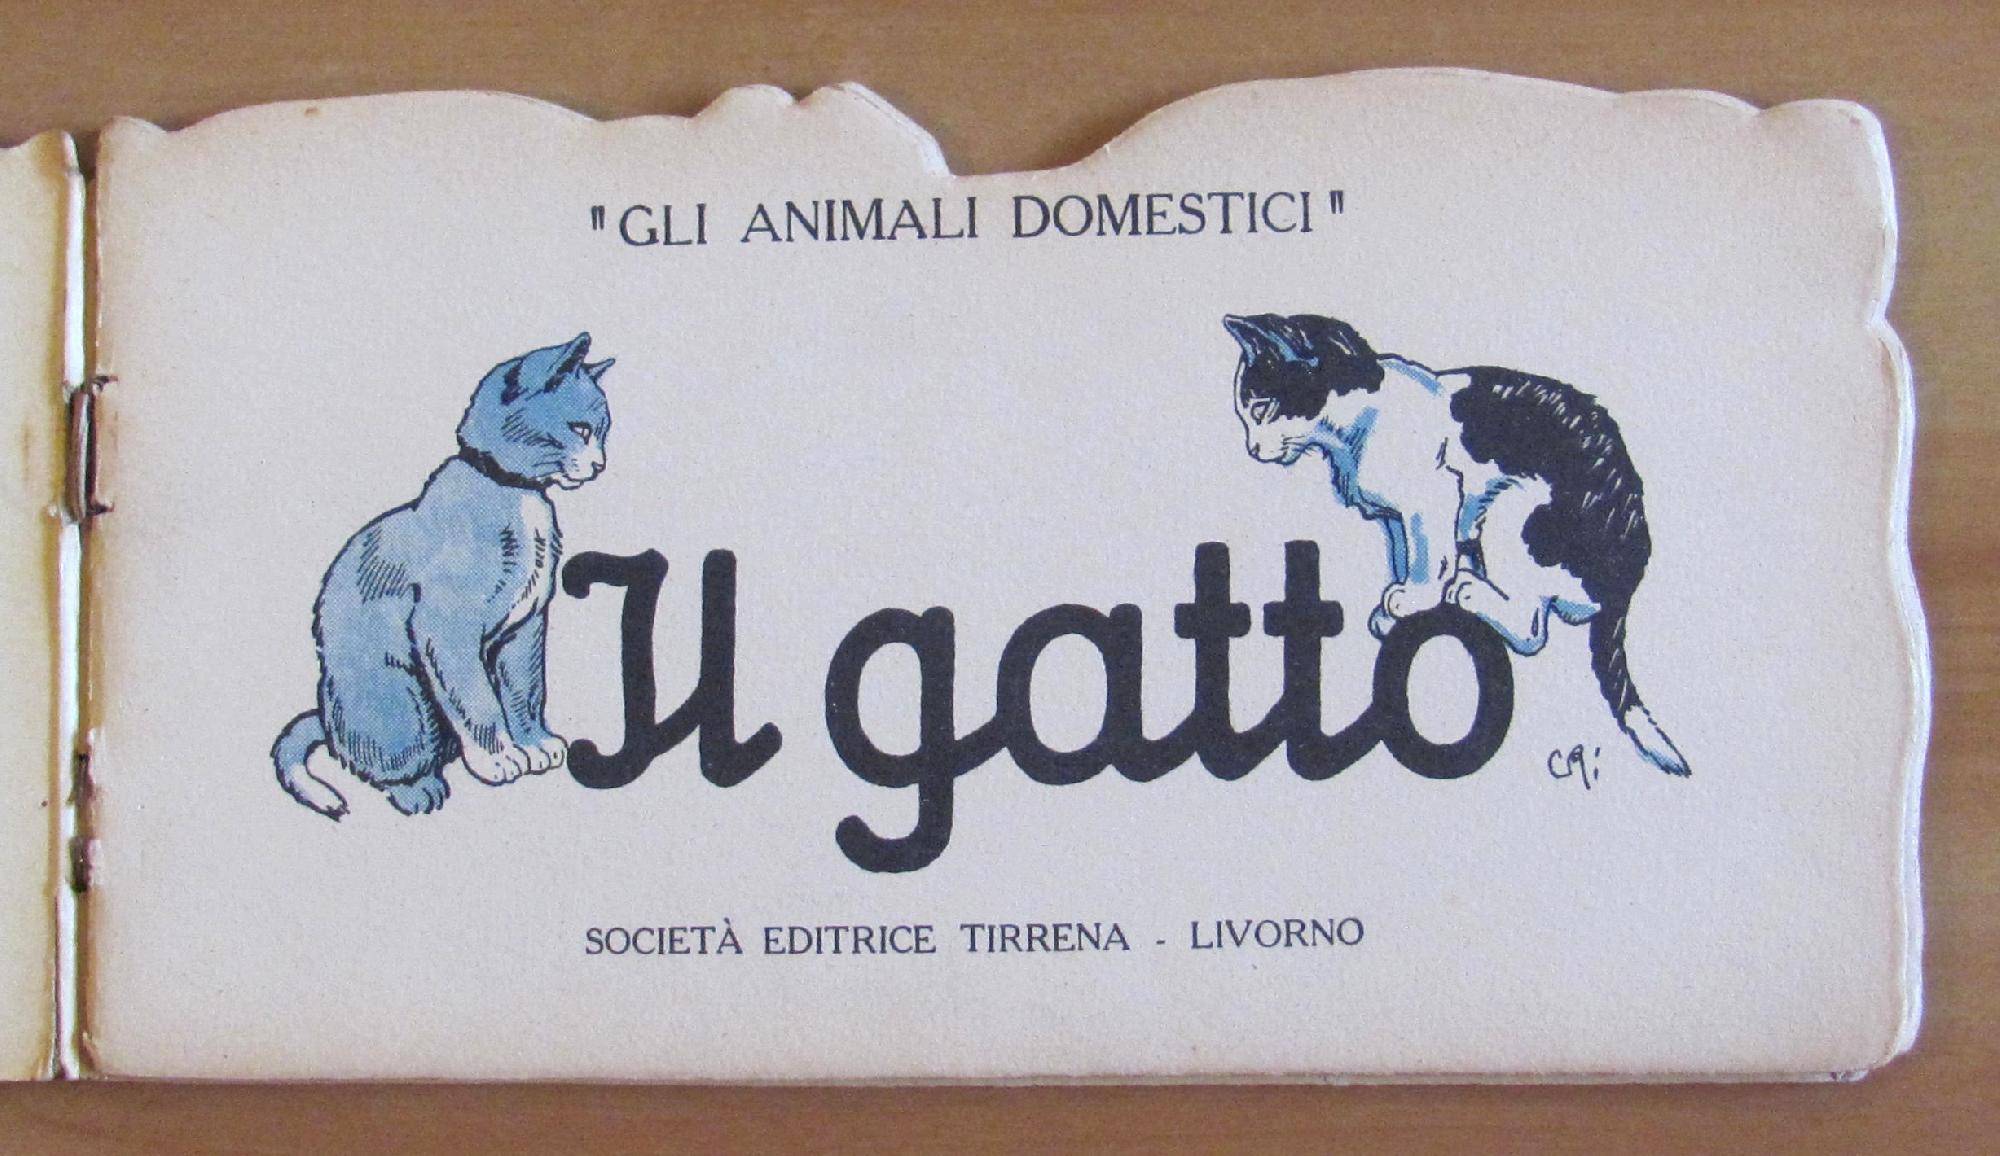 "GLI ANIMALI DOMESTICI"
Il gatto
SOCIETÀ EDITRICE TIRRENA - LIVORNO